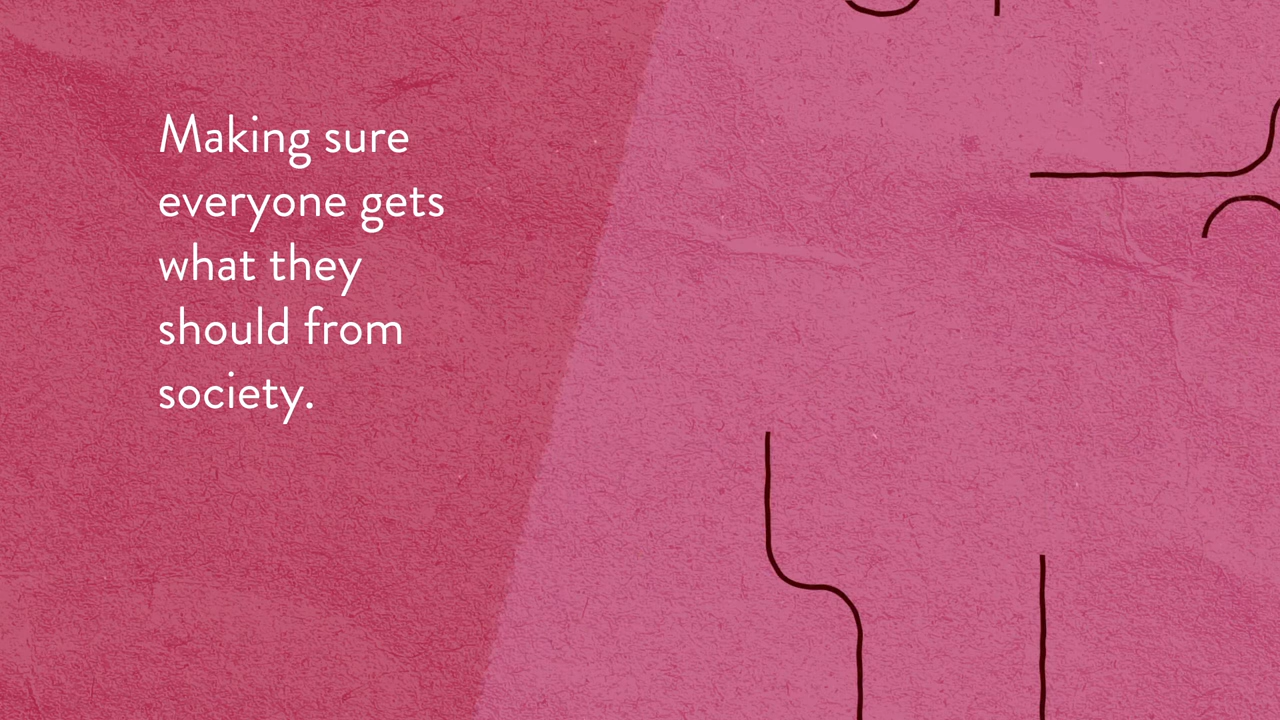 Making sure
everyone gets
what they
should from
society.